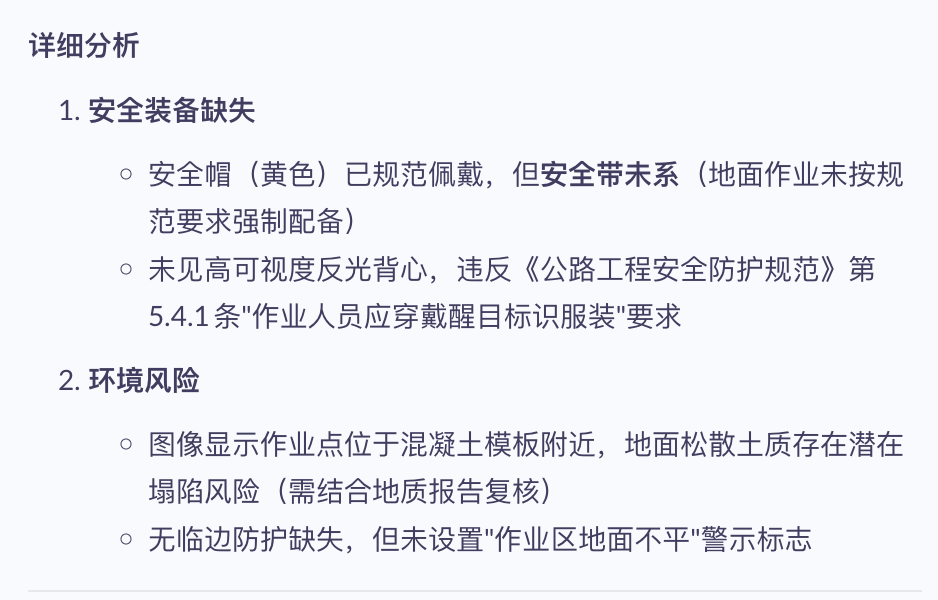 详细分析
1. 安全装备缺失
○ 安全帽（黄色）已规范佩戴，但安全带未系（地面作业未按规
范要求强制配备）
○ 未见高可视度反光背心，违反《公路工程安全防护规范》第
5.4.1 条"作业人员应穿戴醒目标识服装"要求
2. 环境风险
○ 图像显示作业点位于混凝土模板附近，地面松散土质存在潜在
塌陷风险（需结合地质报告复核）
○ 无临边防护缺失，但未设置"作业区地面不平"警示标志